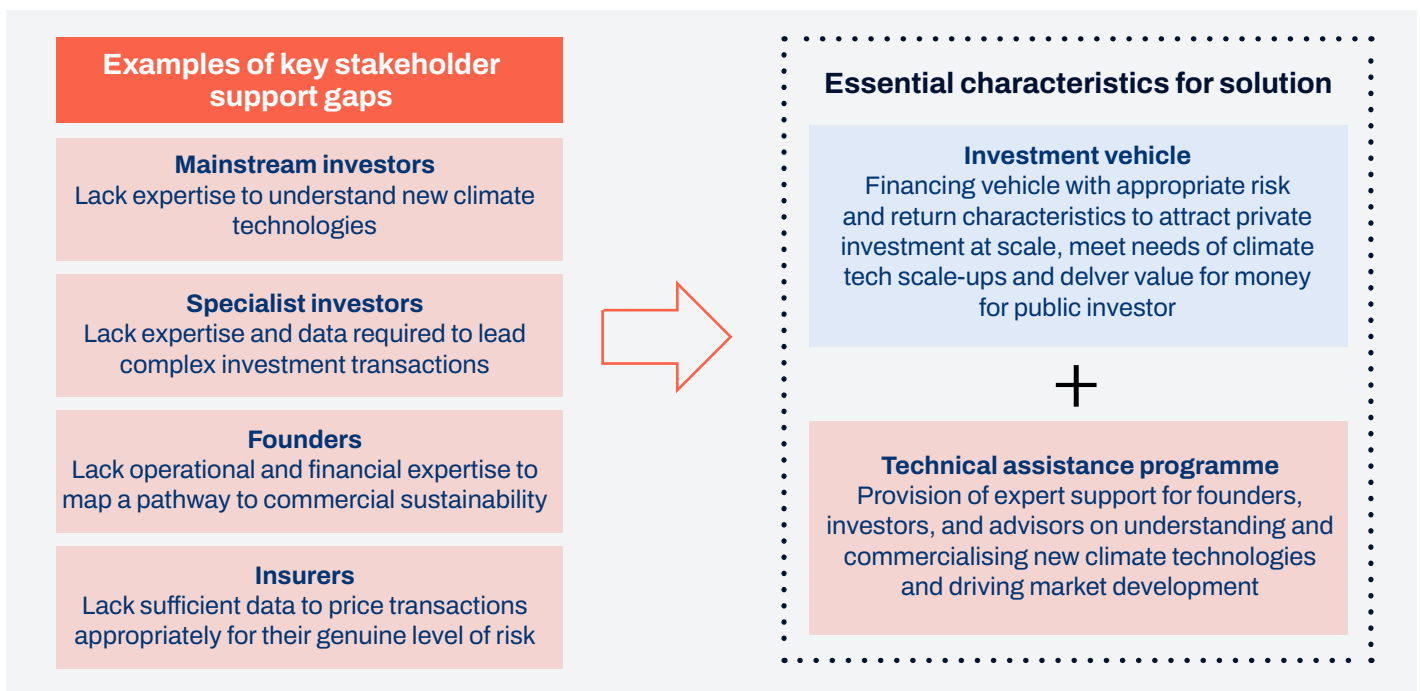 Examples of key stakeholder
support gaps
Mainstream investors
Lack expertise to understand new climate
technologies
Specialist investors
Lack expertise and data required to lead
complex investment transactions
Founders
Lack operational and financial expertise to
map a pathway to commercial sustainability
Insurers
Lack sufficient data to price transactions
appropriately for their genuine level of risk
Essential characteristics for solution
Investment vehicle
Financing vehicle with appropriate risk
and return characteristics to attract private
investment at scale, meet needs of climate
tech scale-ups and delver value for money
for public investor
+
Technical assistance programme
Provision of expert support for founders,
investors, and advisors on understanding and
commercialising new climate technologies
and driving market development